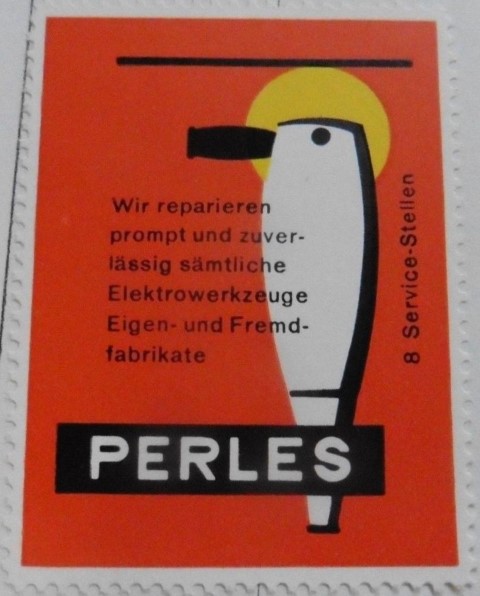 Wir reparieren
prompt und zuver-
lässig sämtliche
Elektrowerkzeuge
Eigen- und Fremd-
fabrikate
8 Service-Stellen
PERLES